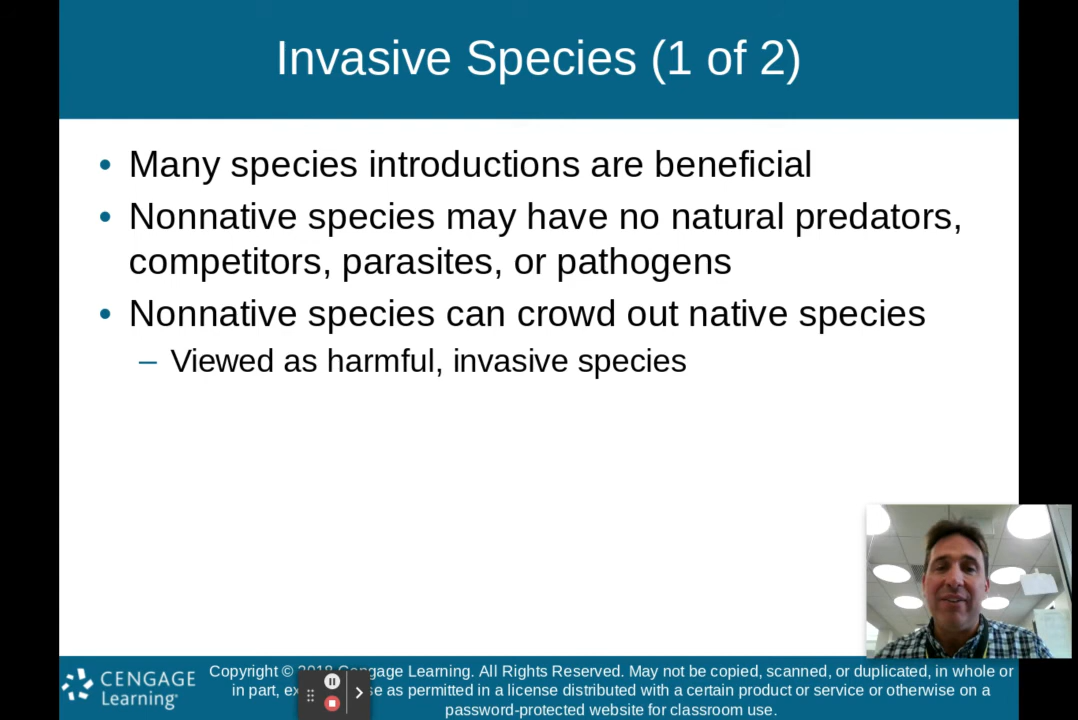 Invasive Species (1 of 2)
• Many species introductions are beneficial
• Nonnative species may have no natural predators,
competitors, parasites, or pathogens
• Nonnative species can crowd out native species
– Viewed as harmful, invasive species
CENGAGE
Learning
Copyright © 2018 Cengage Learning. All Rights Reserved. May not be copied, scanned, or duplicated, in whole or
in part, as permitted in a license distributed with a certain product or service or otherwise on a
password-protected website for classroom use.